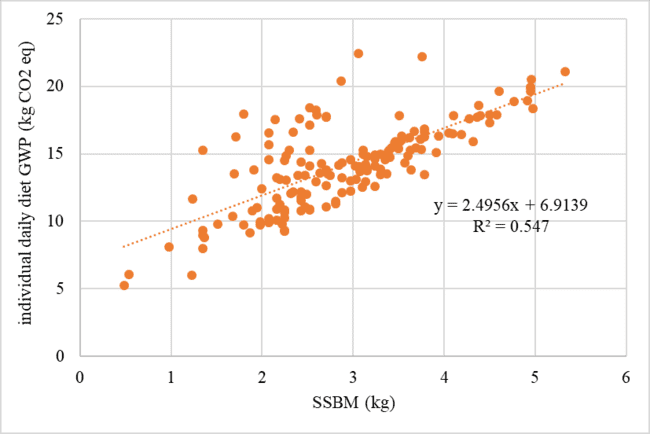 individual daily diet GWP (kg CO2 eq)
25
20
15
10
5
0
y = 2.4956x + 6.9139
R² = 0.547
0 1 2 3 4 5 6
SSBM (kg)